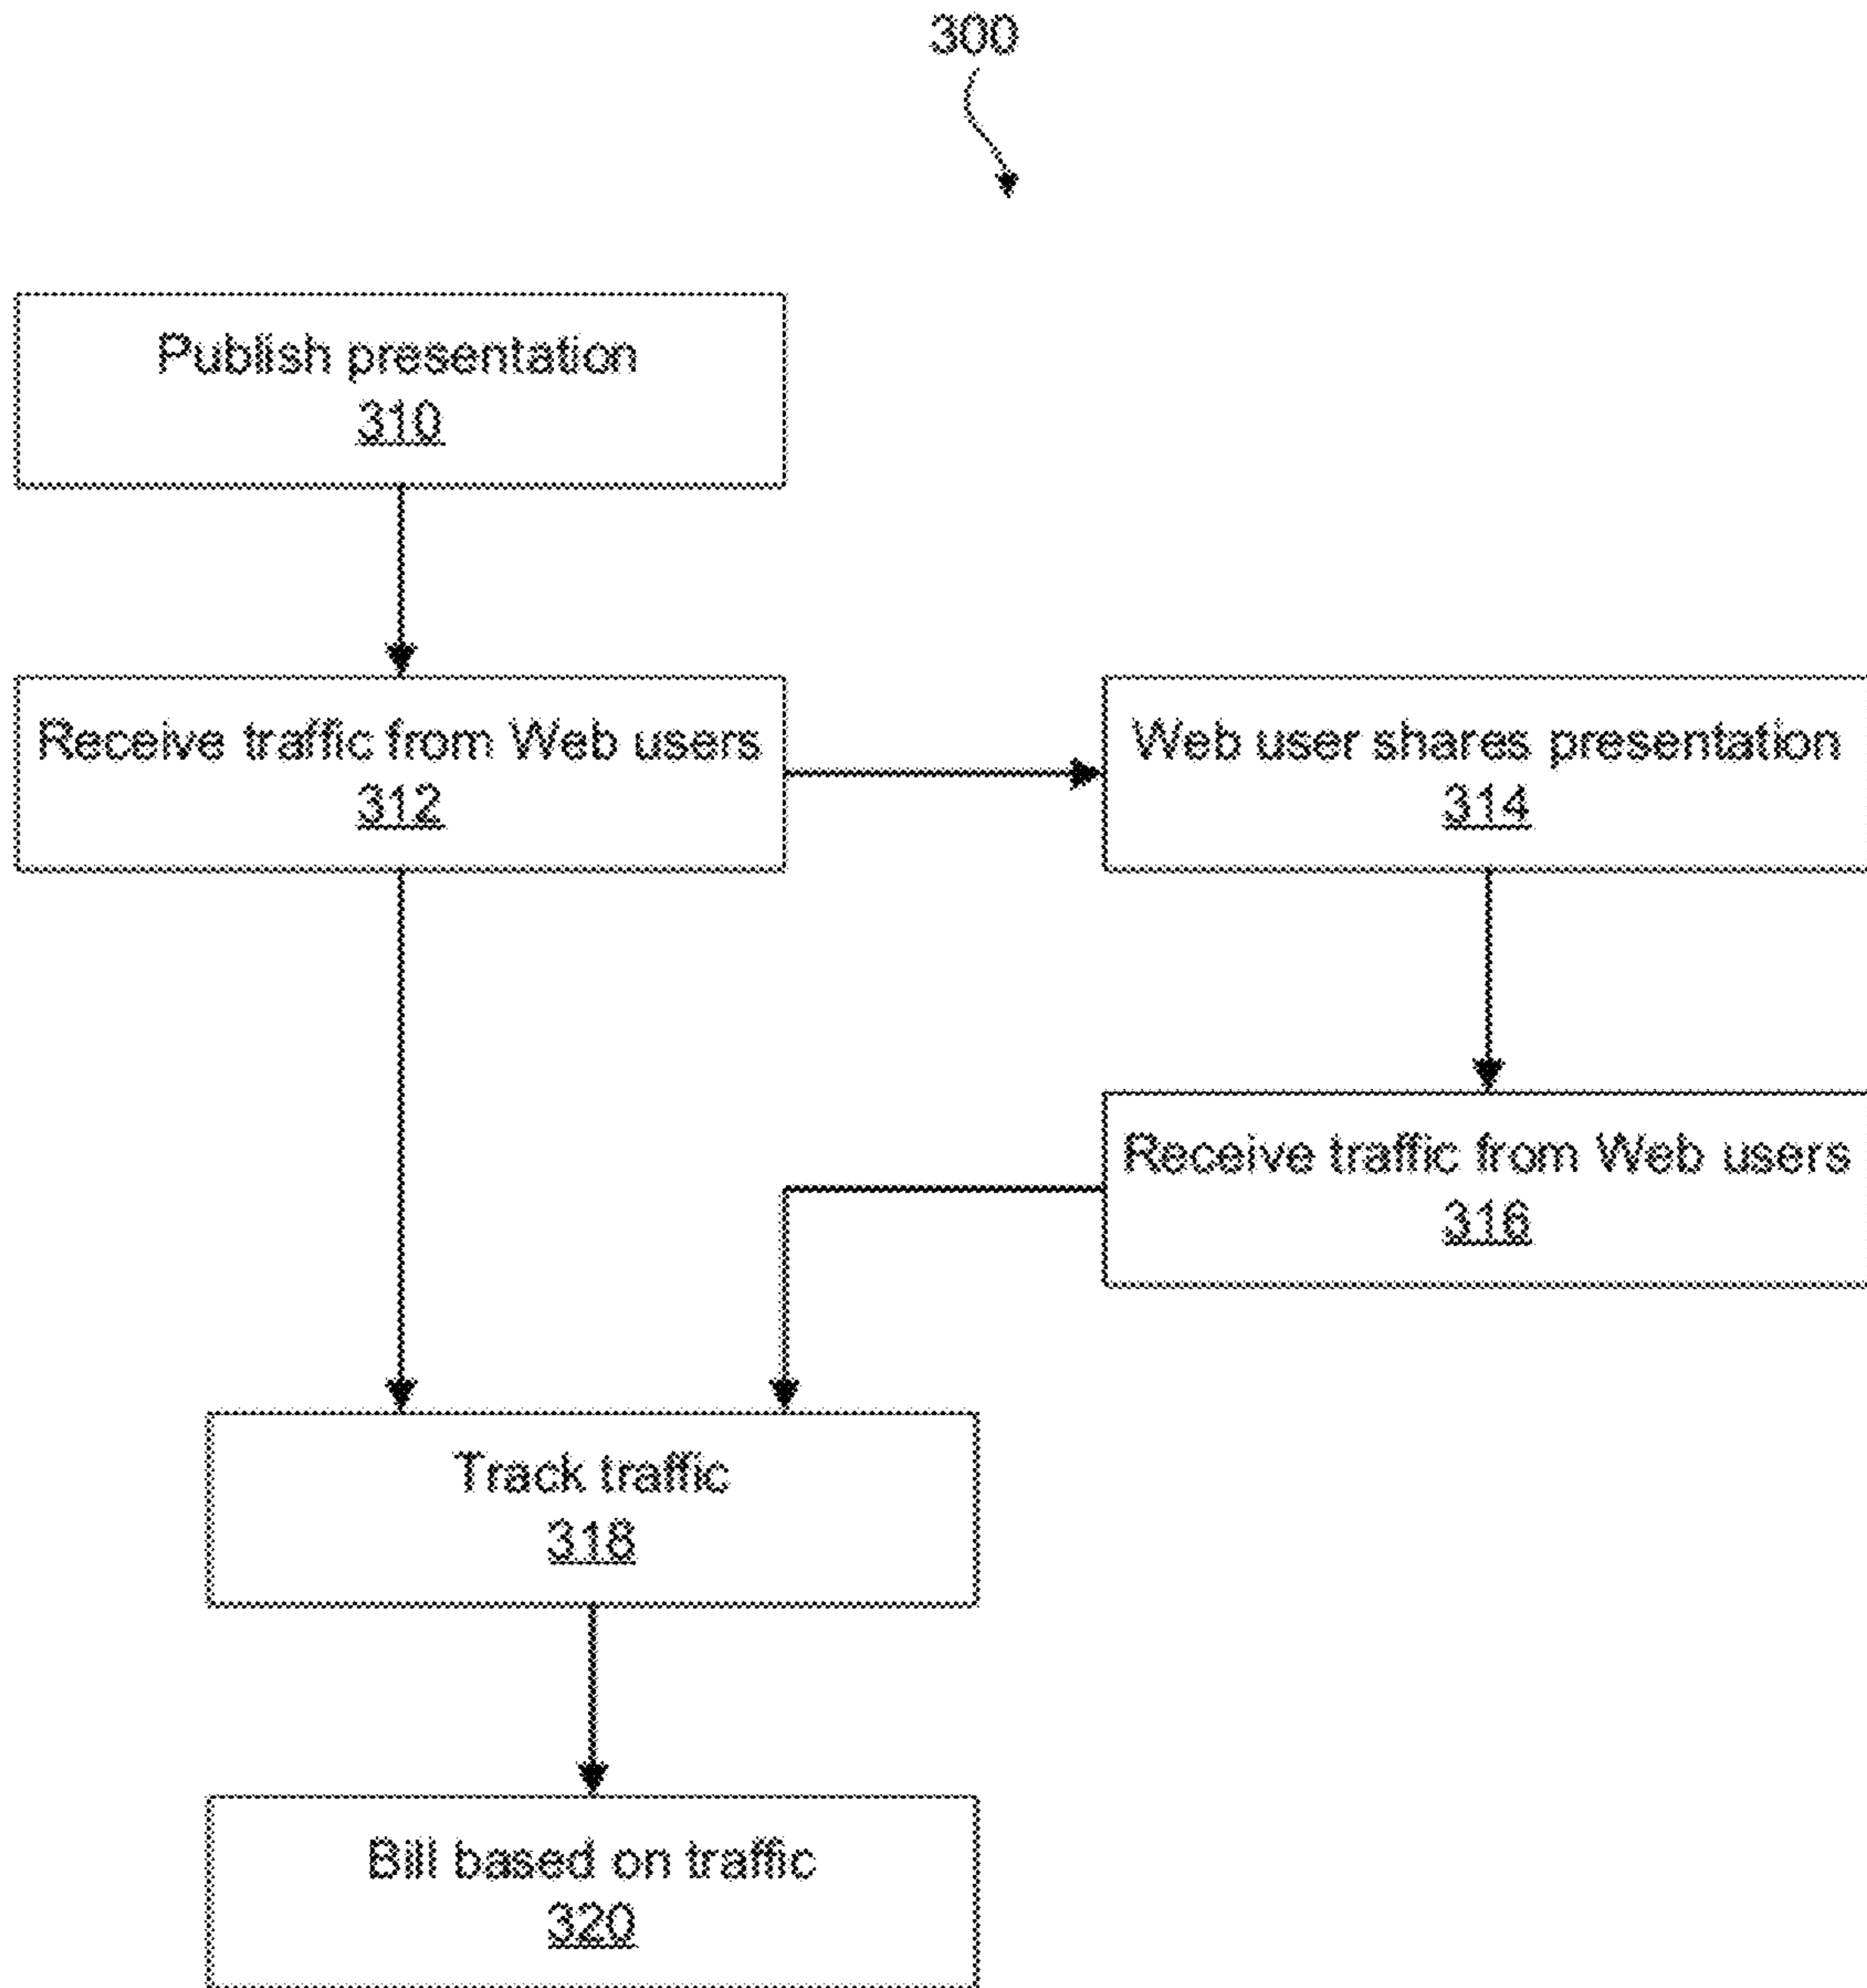 300
Publish presentation
310
Receive traffic from Web users
312
Web user shares presentation
314
Receive traffic from Web users
316
Track traffic
318
Bill based on traffic
320